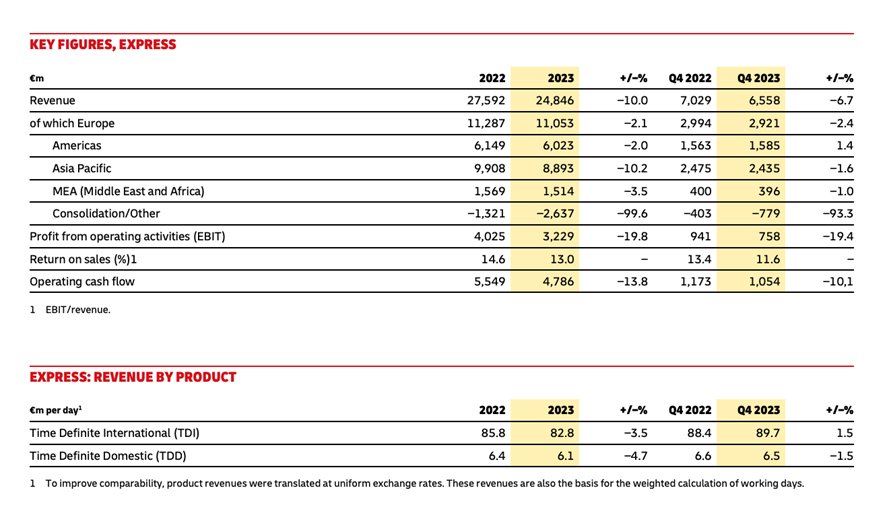 KEY FIGURES, EXPRESS
€m 2022 2023 +/–% Q4 2022 Q4 2023 +/–%
Revenue 27,592 24,846 –10.0 7,029 6,558 –6.7
of which Europe 11,287 11,053 –2.1 2,994 2,921 –2.4
Americas 6,149 6,023 –2.0 1,563 1,585 1.4
Asia Pacific 9,908 8,893 –10.2 2,475 2,435 –1.6
MEA (Middle East and Africa) 1,569 1,514 –3.5 400 396 –1.0
Consolidation/Other –1,321 –2,637 –99.6 –403 –779 –93.3
Profit from operating activities (EBIT) 4,025 3,229 –19.8 941 758 –19.4
Return on sales (%)1 14.6 13.0 – 13.4 11.6 –
Operating cash flow 5,549 4,786 –13.8 1,173 1,054 –10,1
1 EBIT/revenue.
EXPRESS: REVENUE BY PRODUCT
€m per day¹ 2022 2023 +/–% Q4 2022 Q4 2023 +/–%
Time Definite International (TDI) 85.8 82.8 –3.5 88.4 89.7 1.5
Time Definite Domestic (TDD) 6.4 6.1 –4.7 6.6 6.5 –1.5
1 To improve comparability, product revenues were translated at uniform exchange rates. These revenues are also the basis for the weighted calculation of working days.